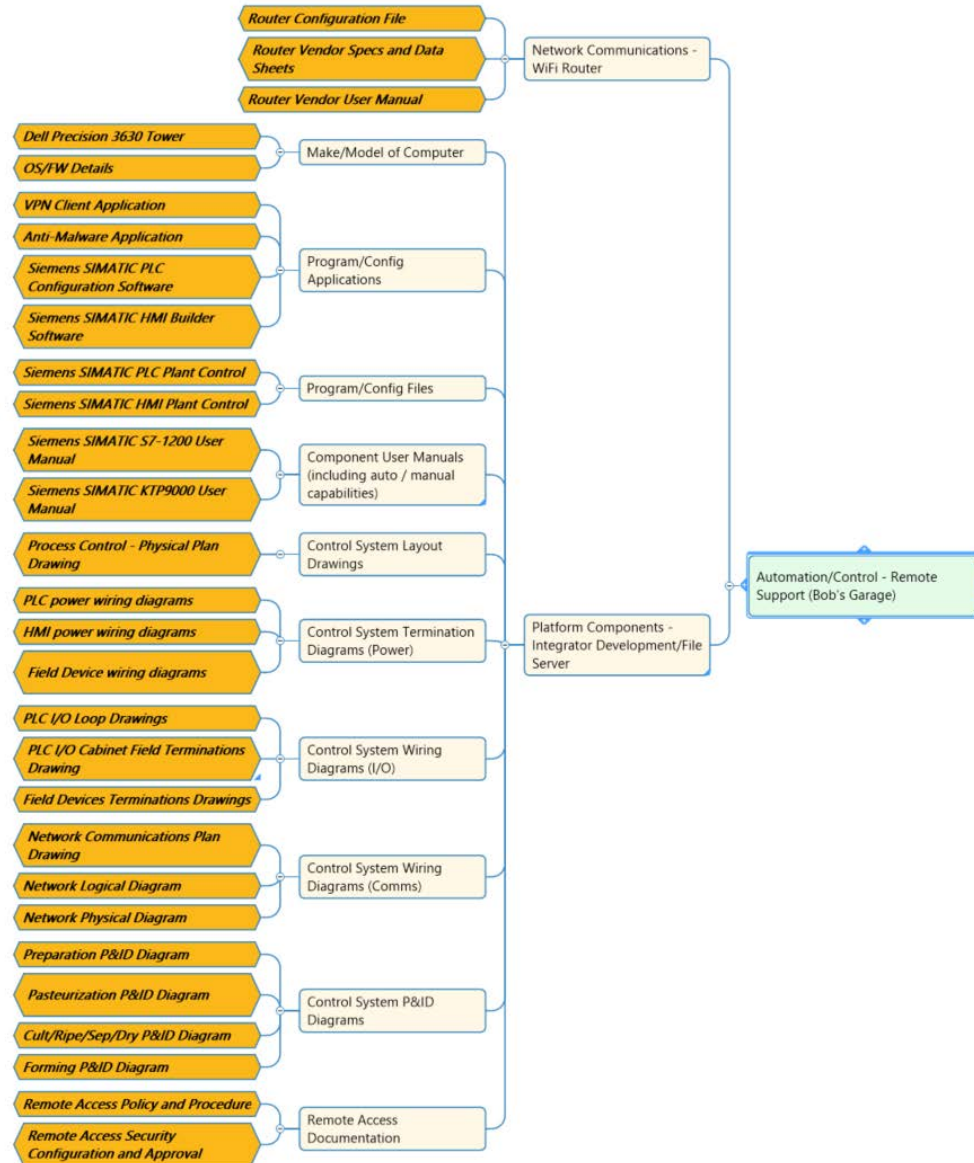 Router Configuration File
Router Vendor Specs and Data
Sheets
Router Vendor User Manual
Network Communications -
WiFi Router
Dell Precision 3630 Tower
OS/FW Details
Make/Model of Computer
VPN Client Application
Anti-Malware Application
Siemens SIMATIC PLC
Configuration Software
Siemens SIMATIC HMI Builder
Software
Program/Config
Applications
Siemens SIMATIC PLC Plant Control
Siemens SIMATIC HMI Plant Control
Program/Config Files
Siemens SIMATIC S7-1200 User
Manual
Siemens SIMATIC KTP9000 User
Manual
Component User Manuals
(including auto / manual
capabilities)
Process Control - Physical Plan
Drawing
Control System Layout
Drawings
PLC power wiring diagrams
HMI power wiring diagrams
Field Device wiring diagrams
Control System Termination
Diagrams (Power)
PLC I/O Loop Drawings
PLC I/O Cabinet Field Terminations
Drawing
Field Devices Terminations Drawings
Control System Wiring
Diagrams (I/O)
Network Communications Plan
Drawing
Network Logical Diagram
Network Physical Diagram
Control System Wiring
Diagrams (Comms)
Preparation P&ID Diagram
Pasteurization P&ID Diagram
Cult/Ripe/Sep/Dry P&ID Diagram
Forming P&ID Diagram
Control System P&ID
Diagrams
Remote Access Policy and Procedure
Remote Access Security
Configuration and Approval
Remote Access
Documentation
Platform Components -
Integrator Development/File
Server
Automation/Control - Remote
Support (Bob's Garage)